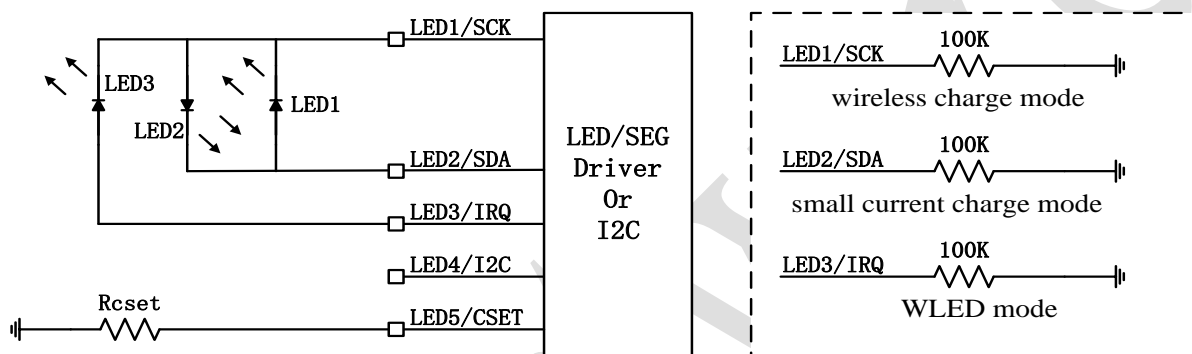 LED1/SCK
LED3
LED2
LED1
LED2/SDA
LED3/IRQ
LED4/I2C
Rcset
LED5/CSET
LED/SEG
Driver
Or
I2C
LED1/SCK
100K
wireless charge mode
LED2/SDA
100K
small current charge mode
LED3/IRQ
100K
WLED mode